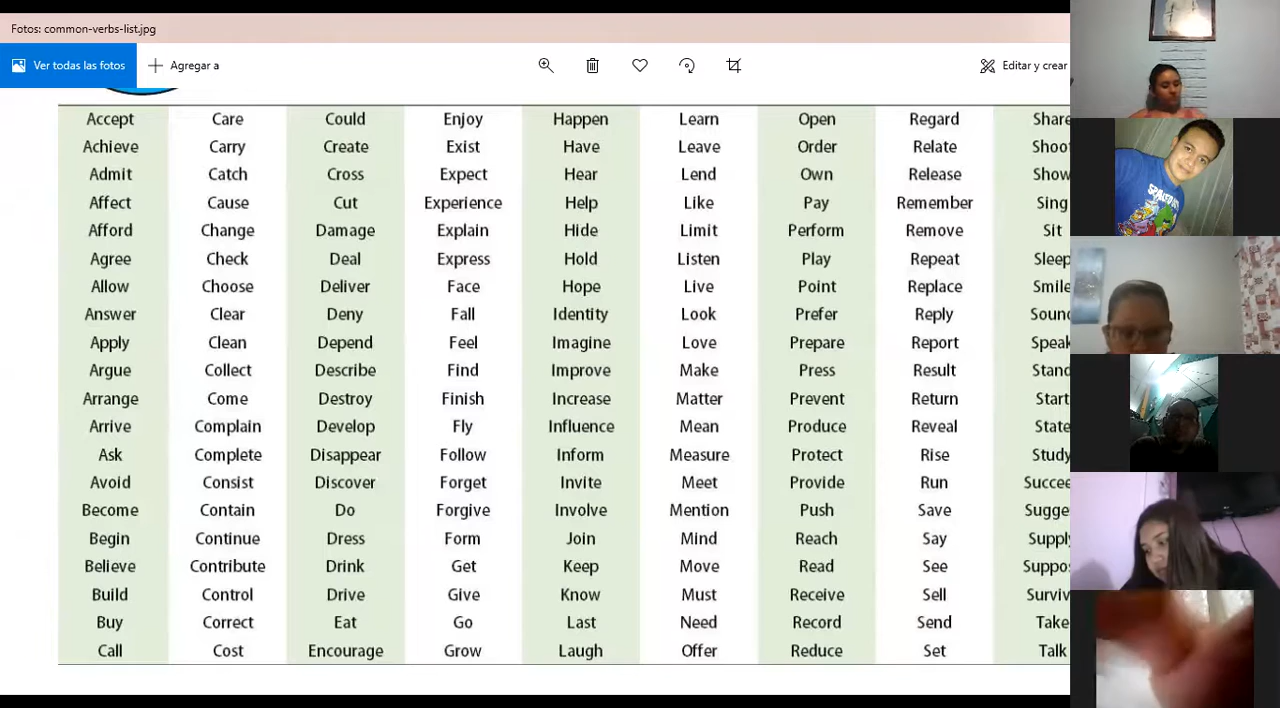 Fotos: common-verbs-list.jpg
Ver todas las fotos Agregar a Editar y crear
Accept Care Could Enjoy Happen Learn Open Regard Share
Achieve Carry Create Exist Have Leave Order Relate Shoot
Admit Catch Cross Expect Hear Lend Own Release Show
Affect Cause Cut Experience Help Like Pay Remember Sing
Afford Change Damage Explain Hide Limit Perform Remove Sit
Agree Check Deal Express Hold Listen Play Repeat Sleep
Allow Choose Deliver Face Hope Live Point Replace Smile
Answer Clear Deny Fall Identity Look Prefer Reply Soun
Apply Clean Depend Feel Imagine Love Prepare Report Speak
Argue Collect Describe Find Improve Make Press Result Stand
Arrange Come Destroy Finish Increase Matter Prevent Return Start
Arrive Complain Develop Fly Influence Mean Produce Reveal State
Ask Complete Disappear Follow Inform Measure Protect Rise Study
Avoid Consist Discover Forget Invite Meet Provide Run Succee
Become Contain Do Forgive Involve Mention Push Save Sugge
Begin Continue Dress Form Join Mind Reach Say Supply
Believe Contribute Drink Get Keep Move Read See Suppos
Build Control Drive Give Know Must Receive Sell Surviv
Buy Correct Eat Go Last Need Record Send Take
Call Cost Encourage Grow Laugh Offer Reduce Set Talk